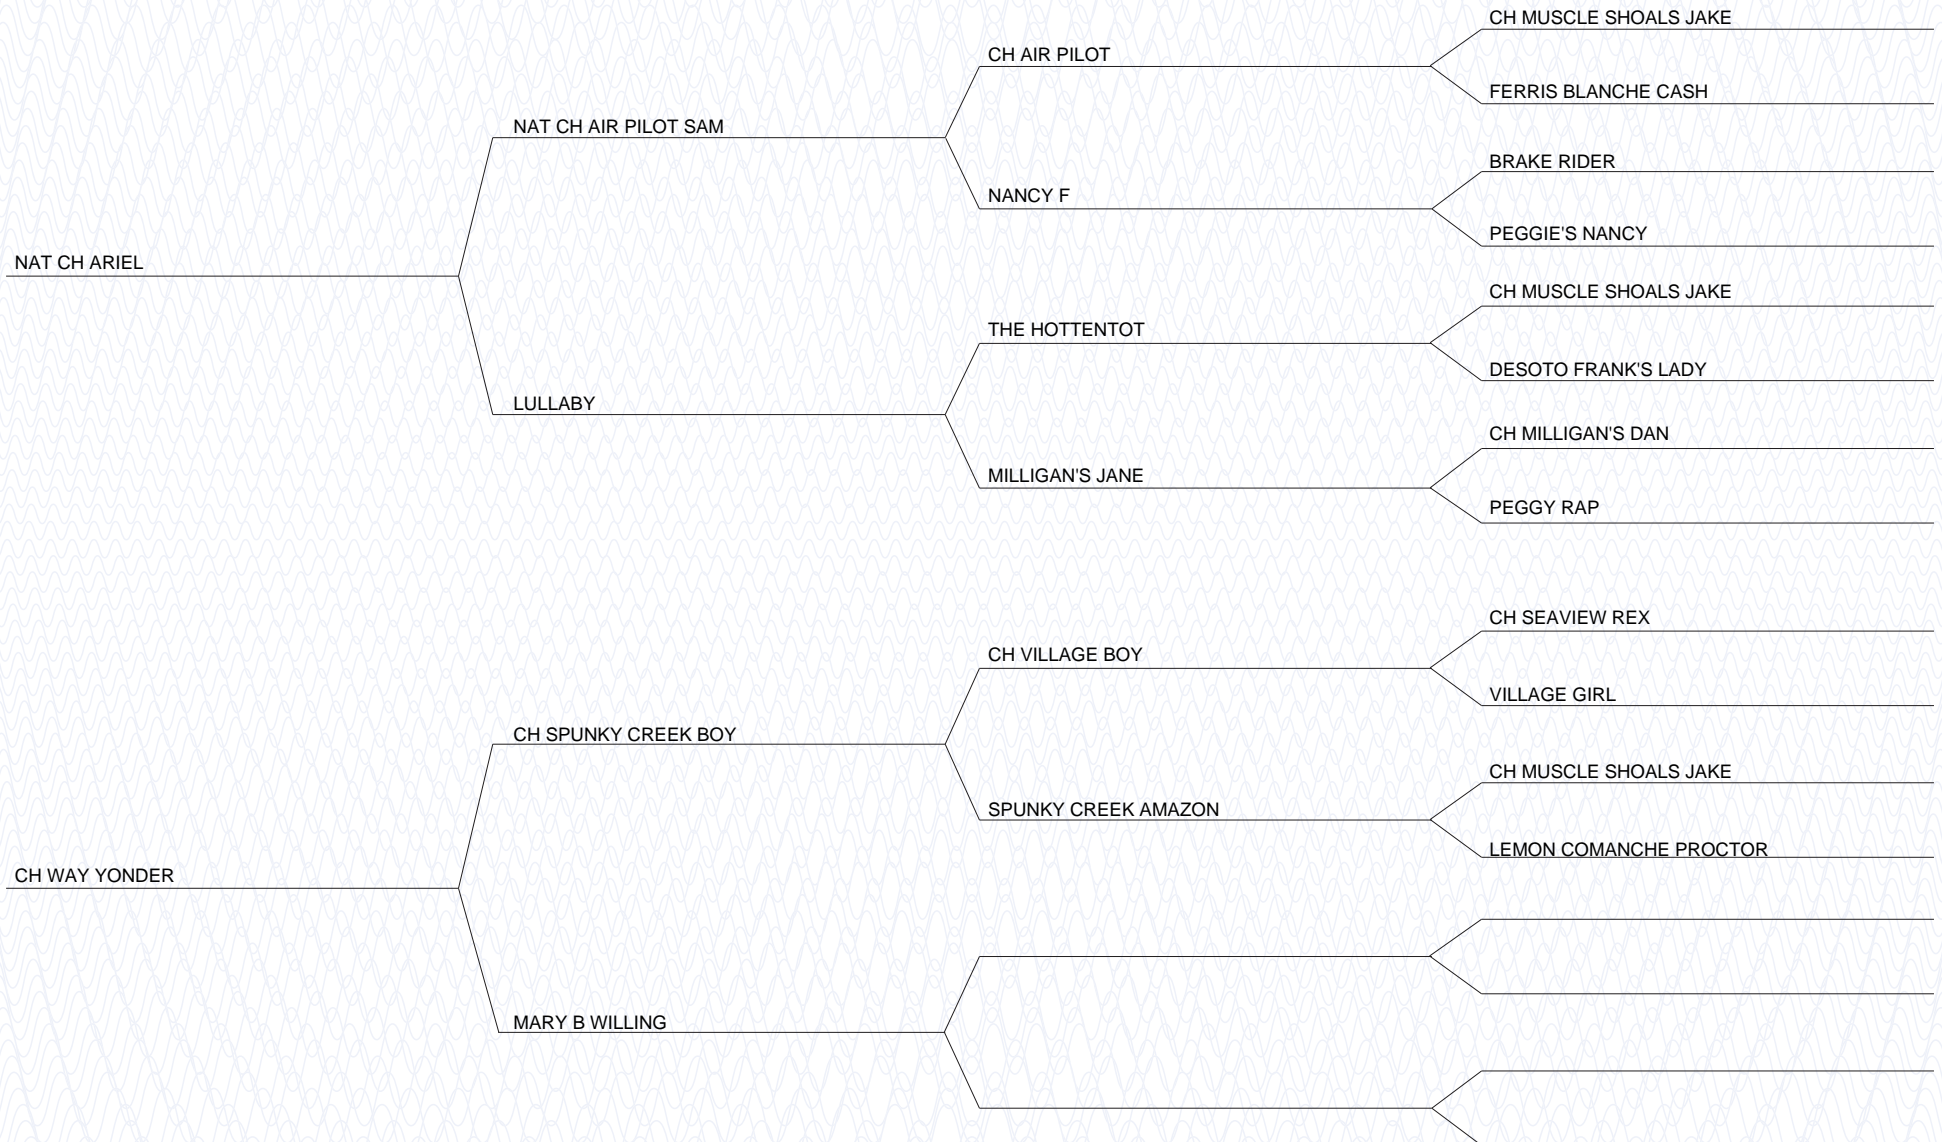 CH MUSCLE SHOALS JAKE
CH AIR PILOT
FERRIS BLANCHE CASH
NAT CH AIR PILOT SAM
BRAKE RIDER
NANCY F
PEGGIE'S NANCY
NAT CH ARIEL
CH MUSCLE SHOALS JAKE
THE HOTTENTOT
DESOTO FRANK'S LADY
LULLABY
CH MILLIGAN'S DAN
MILLIGAN'S JANE
PEGGY RAP
CH SEAVIEW REX
CH VILLAGE BOY
VILLAGE GIRL
CH SPUNKY CREEK BOY
CH MUSCLE SHOALS JAKE
SPUNKY CREEK AMAZON
LEMON COMANCHE PROCTOR
CH WAY YONDER
MARY B WILLING